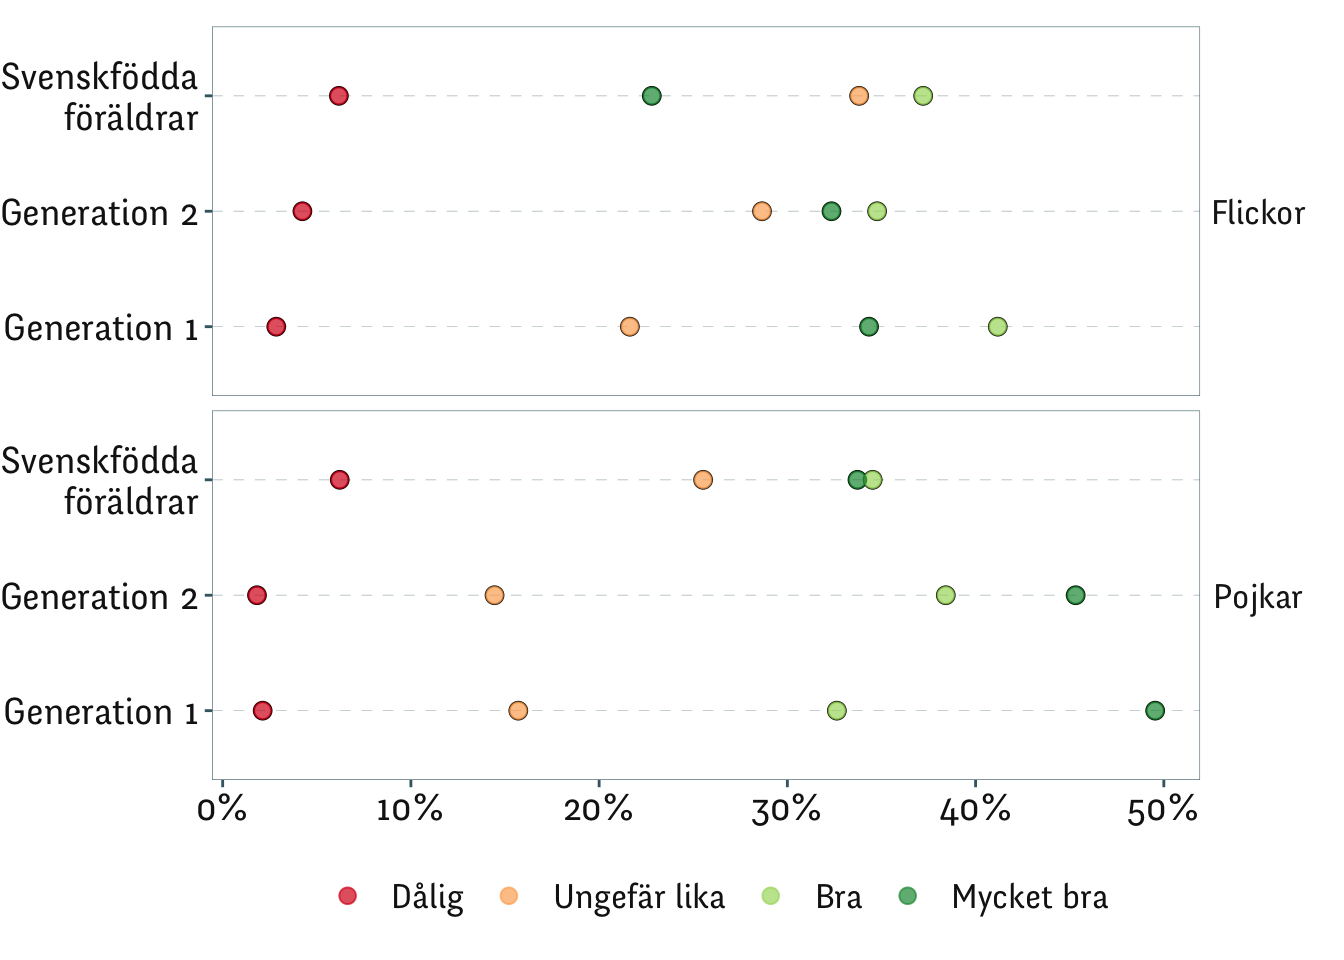 Svenskfödda
föräldrar
Generation 2
Generation 1
Flickor
Svenskfödda
föräldrar
Generation 2
Generation 1
Pojkar
0% 10% 20% 30% 40% 50%
Dålig Ungefär lika Bra Mycket bra